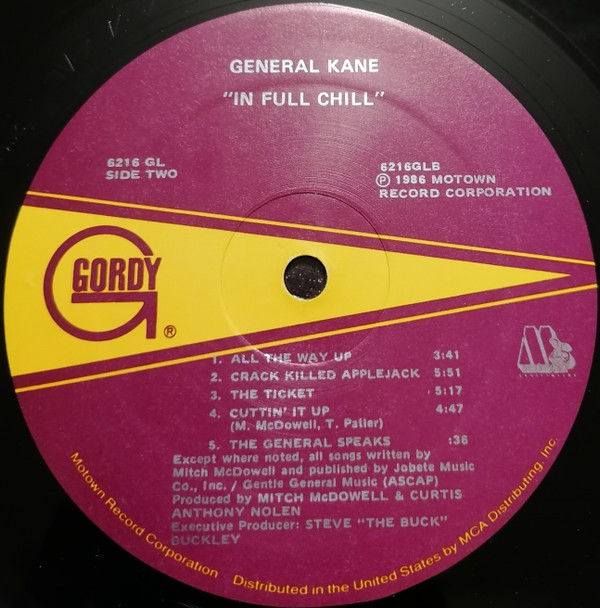 GENERAL KANE
"IN FULL CHILL"
6216 GL
SIDE TWO
6216GLB
Ⓟ 1986 MOTOWN
RECORD CORPORATION
GORDY
®
1. ALL THE WAY UP 3:41
2. CRACK KILLED APPLEJACK 5:51
3. THE TICKET 5:17
4. CUTTIN' IT UP 4:47
(M. McDowell, T. Patler)
5. THE GENERAL SPEAKS :36
Except where noted, all songs written by
Mitch McDowell and published by Jobete Music
Co., Inc. / Gentle General Music (ASCAP)
Produced by MITCH McDOWELL & CURTIS
ANTHONY NOLEN
Executive Producer: STEVE "THE BUCK"
BUCKLEY
Motown Record Corporation Distributed in the United States by MCA Distributing, Inc.